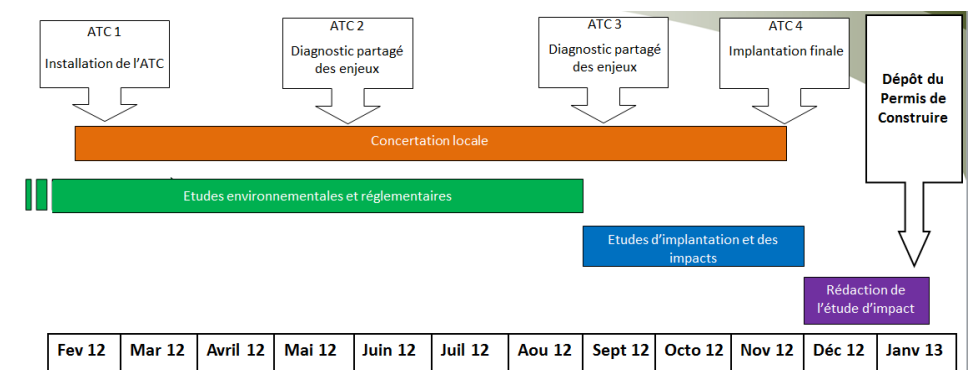 ATC 1
Installation de l'ATC
ATC 2
Diagnostic partagé
des enjeux
ATC 3
Diagnostic partagé
des enjeux
ATC 4
Implantation finale
Dépôt du
Permis de
Construire
Concertation locale
Etudes environnementales et réglementaires
Etudes d'implantation et des
impacts
Rédaction de
l'étude d'impact
Fev 12 Mar 12 Avril 12 Mai 12 Juin 12 Juil 12 Aou 12 Sept 12 Octo 12 Nov 12 Déc 12 Janv 13